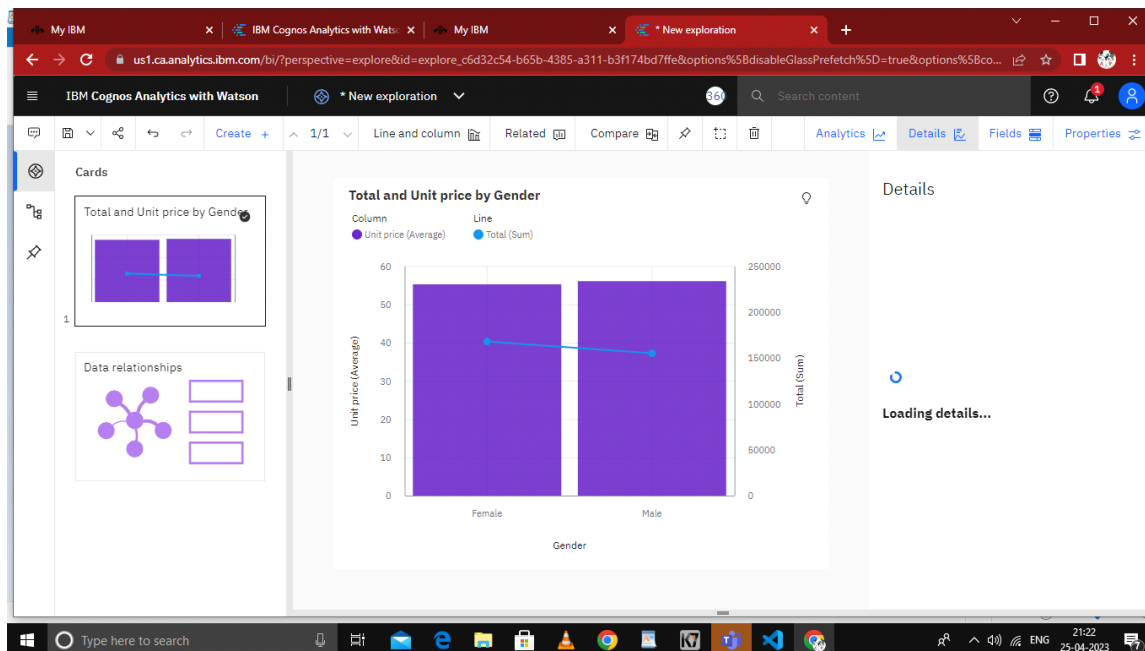 My IBM
IBM Cognos Analytics with Watso
My IBM
* New exploration
us1.ca.analytics.ibm.com/bi/?perspective=explore&id=explore_c6d32c54-b65b-4385-a311-b3f174bd7ffe&options%5BdisableGlassPrefetch%5D=true&options%5Bco...
IBM Cognos Analytics with Watson
* New exploration
360
Search content
1
Create +
1/1
Line and column
Related
Compare
Analytics
Details
Fields
Properties
Cards
Total and Unit price by Gender
1
Data relationships
Total and Unit price by Gender
Column
Line
Unit price (Average)
Total (Sum)
60
50
40
30
20
10
0
Unit price (Average)
250000
200000
150000
100000
50000
0
Total (Sum)
Female
Male
Gender
Details
Loading details...
Type here to search
ENG
21:22
25-04-2023